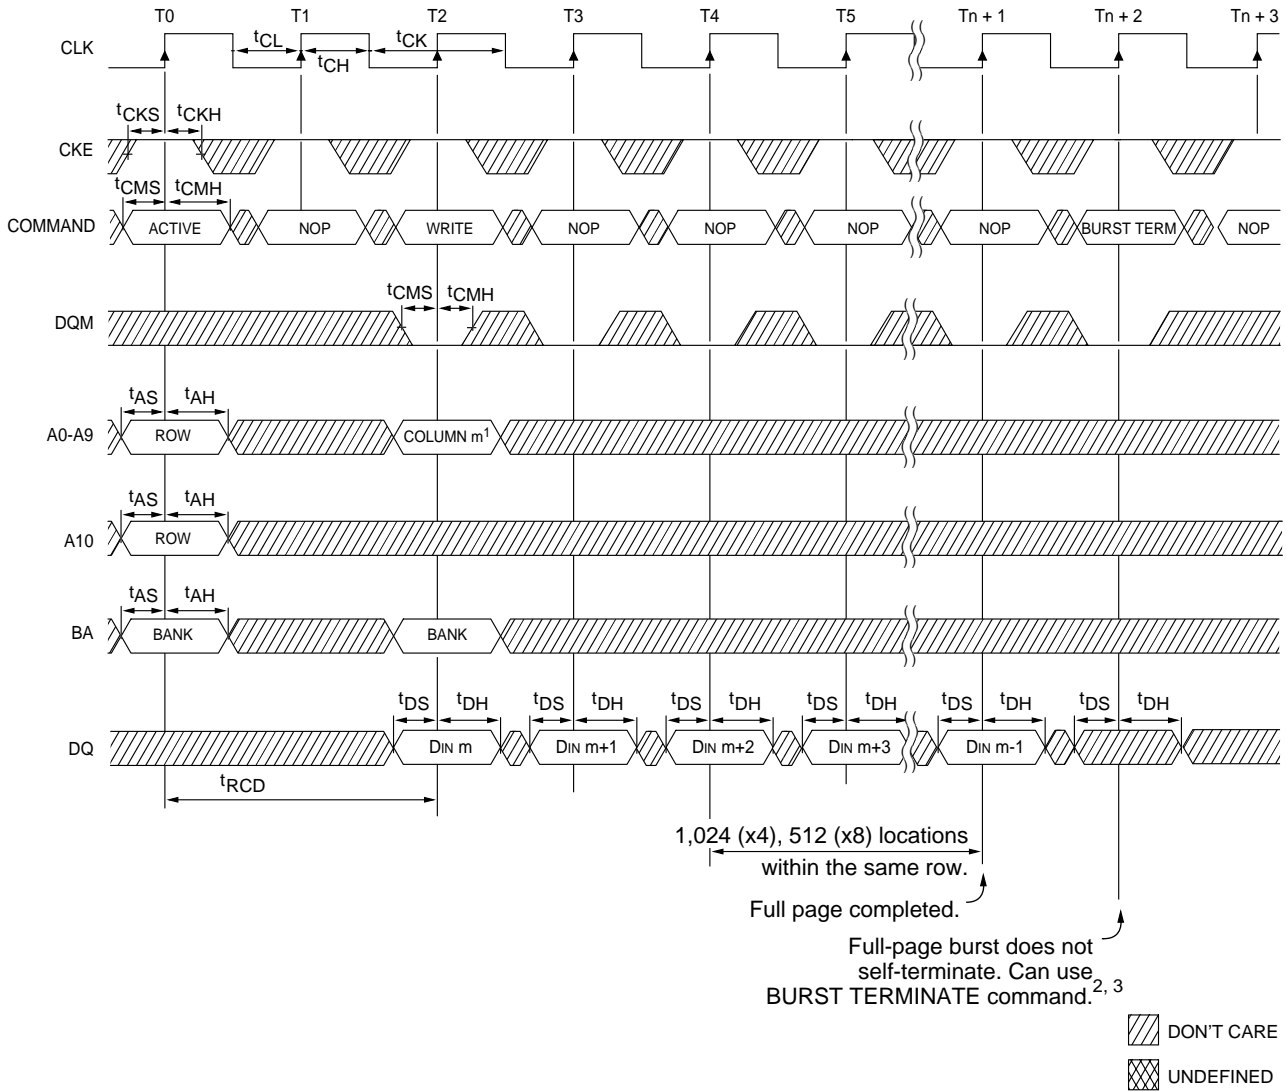 T0 T1 T2 T3 T4 T5 Tn + 1 Tn + 2 Tn + 3
CLK tCL tCH tCK
tCKS tCKH
CKE
tCMS tCMH
COMMAND ACTIVE NOP WRITE NOP NOP NOP NOP BURST TERM NOP
tCMS tCMH
DQM
tAS tAH
A0-A9 ROW COLUMN m1
tAS tAH
A10 ROW
tAS tAH
BA BANK BANK
tDS tDH tDS tDH tDS tDH tDS tDH tDS tDH tDS tDH
DQ DIN m DIN m+1 DIN m+2 DIN m+3 DIN m-1
tRCD
1,024 (x4), 512 (x8) locations
within the same row.
Full page completed.
Full-page burst does not
self-terminate. Can use
BURST TERMINATE command.2, 3
DON'T CARE
UNDEFINED